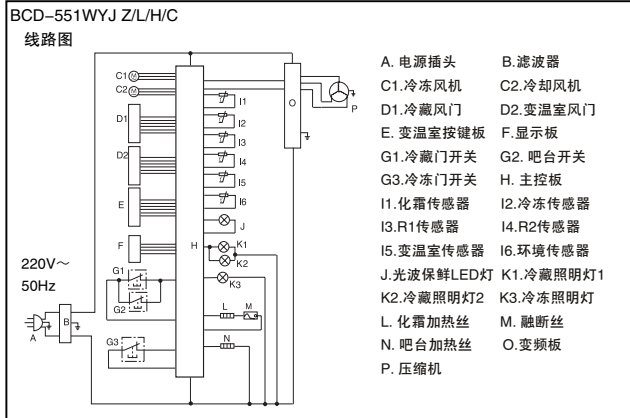 BCD-551WYJ Z/L/H/C
线路图
A. 电源插头 B.滤波器
C1.冷冻风机 C2.冷却风机
D1.冷藏风门 D2.变温室风门
E. 变温室按键板 F.显示板
G1.冷藏门开关 G2. 吧台开关
G3.冷冻门开关 H. 主控板
I1.化霜传感器 I2.冷冻传感器
I3.R1传感器 I4.R2传感器
I5.变温室传感器 I6.环境传感器
J.光波保鲜LED灯 K1.冷藏照明灯1
K2.冷藏照明灯2 K3.冷冻照明灯
L. 化霜加热丝 M. 融断丝
N. 吧台加热丝 O.变频板
P. 压缩机
C1 M
C2 M
I1
O
P
D1
I2
I3
D2
I4
I5
E
I6
J
F
H
K1
K2
220V～
50Hz
G1
K3
G2
L M
A
B
G3
N